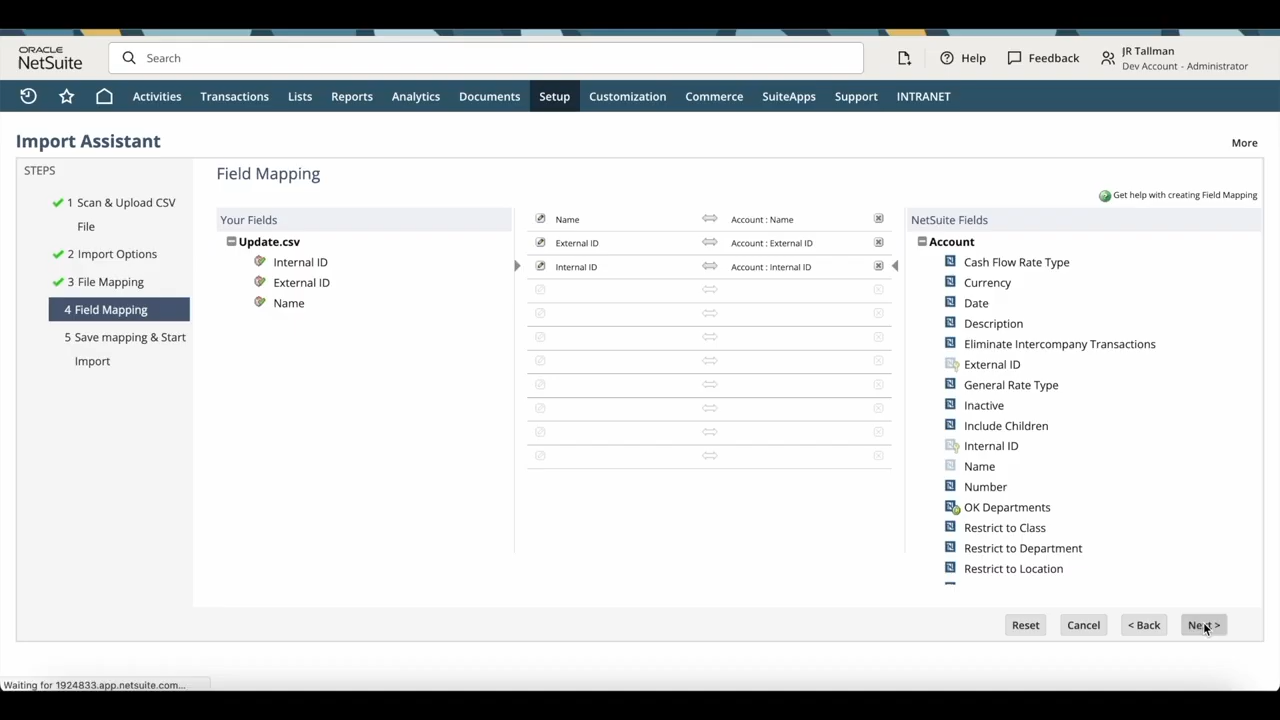 ORACLE
NETSUITE
Search
Help
Feedback
JR Tallman
Dev Account - Administrator
Activities
Transactions
Lists
Reports
Analytics
Documents
Setup
Customization
Commerce
SuiteApps
Support
INTRANET
Import Assistant
More
STEPS
1 Scan & Upload CSV
File
2 Import Options
3 File Mapping
4 Field Mapping
5 Save mapping & Start
Import
Field Mapping
Get help with creating Field Mapping
Your Fields
Update.csv
Internal ID
External ID
Name
Name
Account : Name
External ID
Account : External ID
Internal ID
Account : Internal ID
NetSuite Fields
Account
Cash Flow Rate Type
Currency
Date
Description
Eliminate Intercompany Transactions
External ID
General Rate Type
Inactive
Include Children
Internal ID
Name
Number
OK Departments
Restrict to Class
Restrict to Department
Restrict to Location
Reset
Cancel
< Back
Next >
Waiting for 1924833.app.netsuite.com...